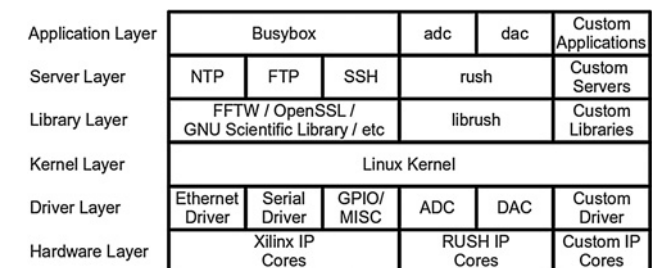 Application Layer Busybox adc dac Custom
Applications
Server Layer NTP FTP SSH rush Custom
Servers
Library Layer FFTW / OpenSSL /
GNU Scientific Library / etc librush Custom
Libraries
Kernel Layer Linux Kernel
Driver Layer Ethernet
Driver Serial
Driver GPIO/
MISC ADC DAC Custom
Driver
Hardware Layer Xilinx IP
Cores RUSH IP
Cores Custom IP
Cores